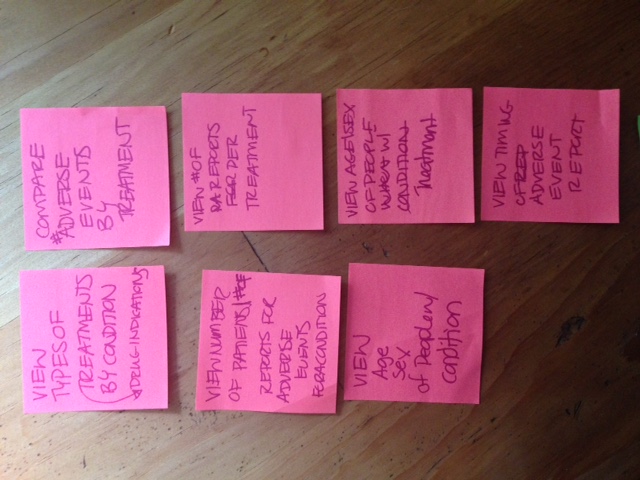 VIEW
TYPES OF
TREATMENTS
BY CONDITION
DRUG INDICATIONS
COMPARE
*ADVERSE
EVENTS
BY
TREATMENT
VIEW NUMBER
OF PATIENTS/#OF
REPORTS FOR
ADVERSE
EVENTS
FOR A CONDITION
VIEW #OF
REPORTS
PER
TREATMENT
VIEW
Age
Sex
of People w/
condition
VIEW AGE/SEX
OF PEOPLE
W/
CONDITION
Treatment
VIEW TIMING
OF REP
ADVERSE
EVENT
REPORT